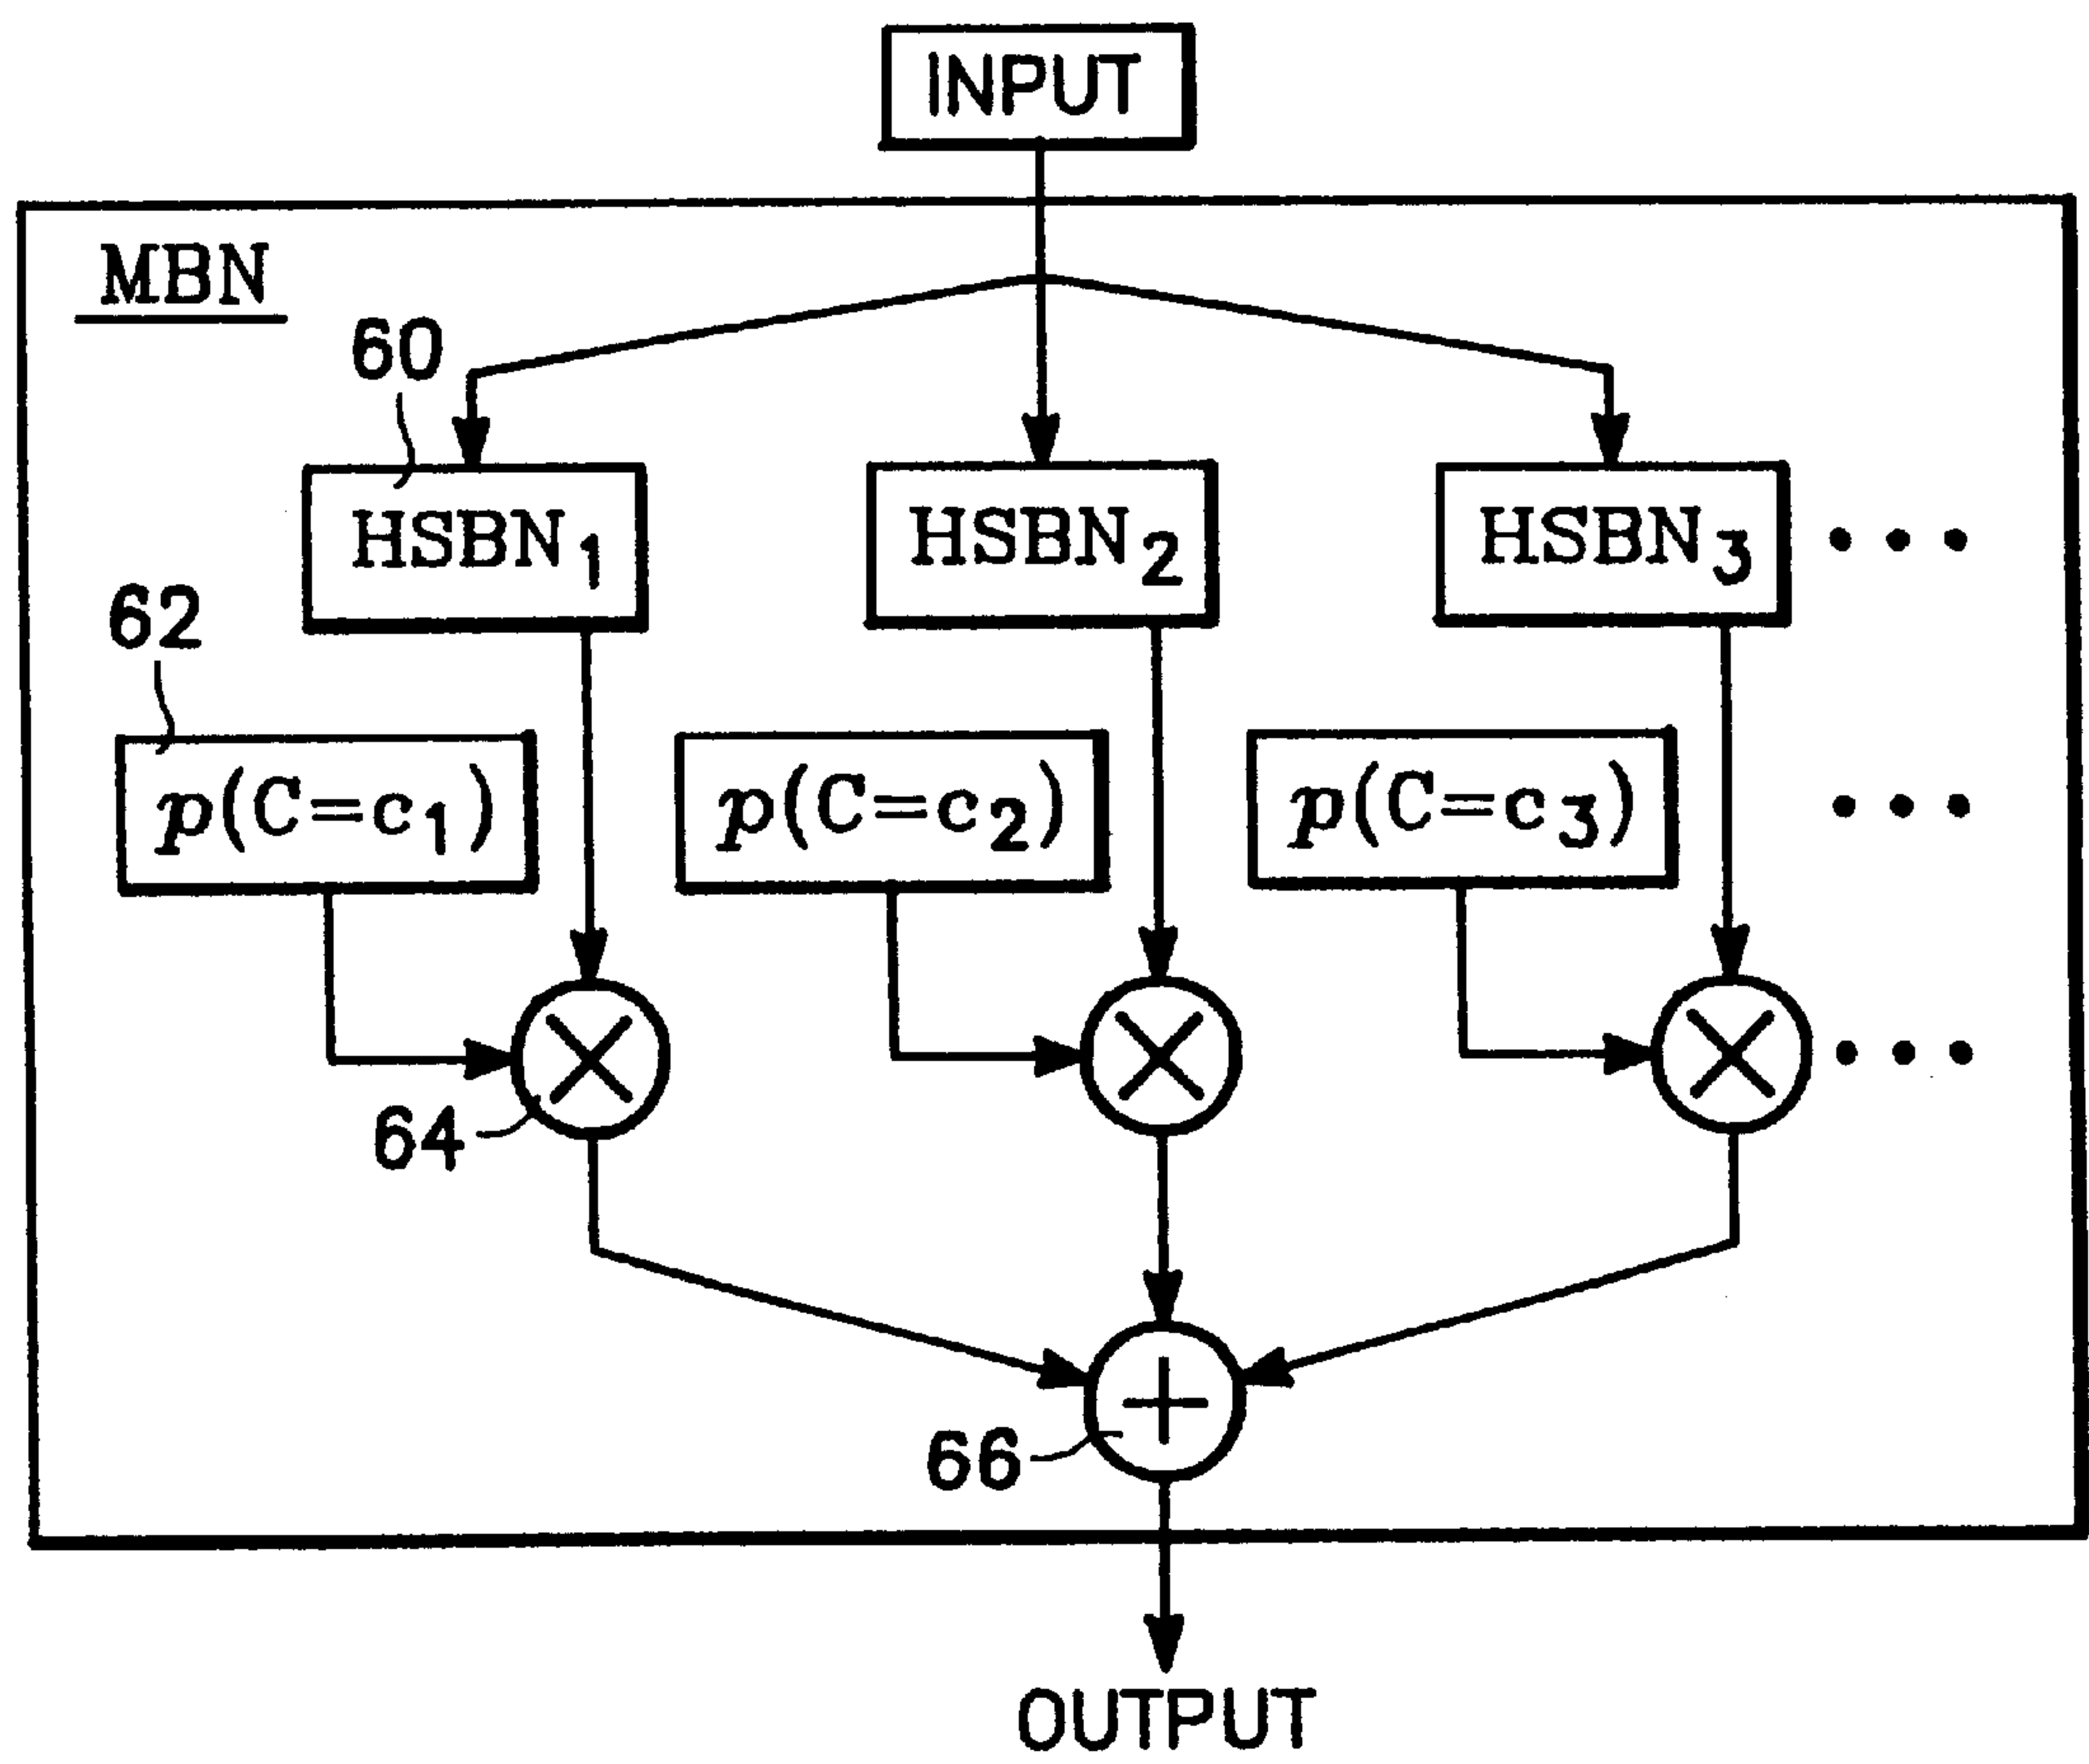 INPUT
MBN
60
HSBN1 HSBN2 HSBN3 • • •
62
p(C=c1) p(C=c2) p(C=c3) • • •
• • •
64
66
OUTPUT